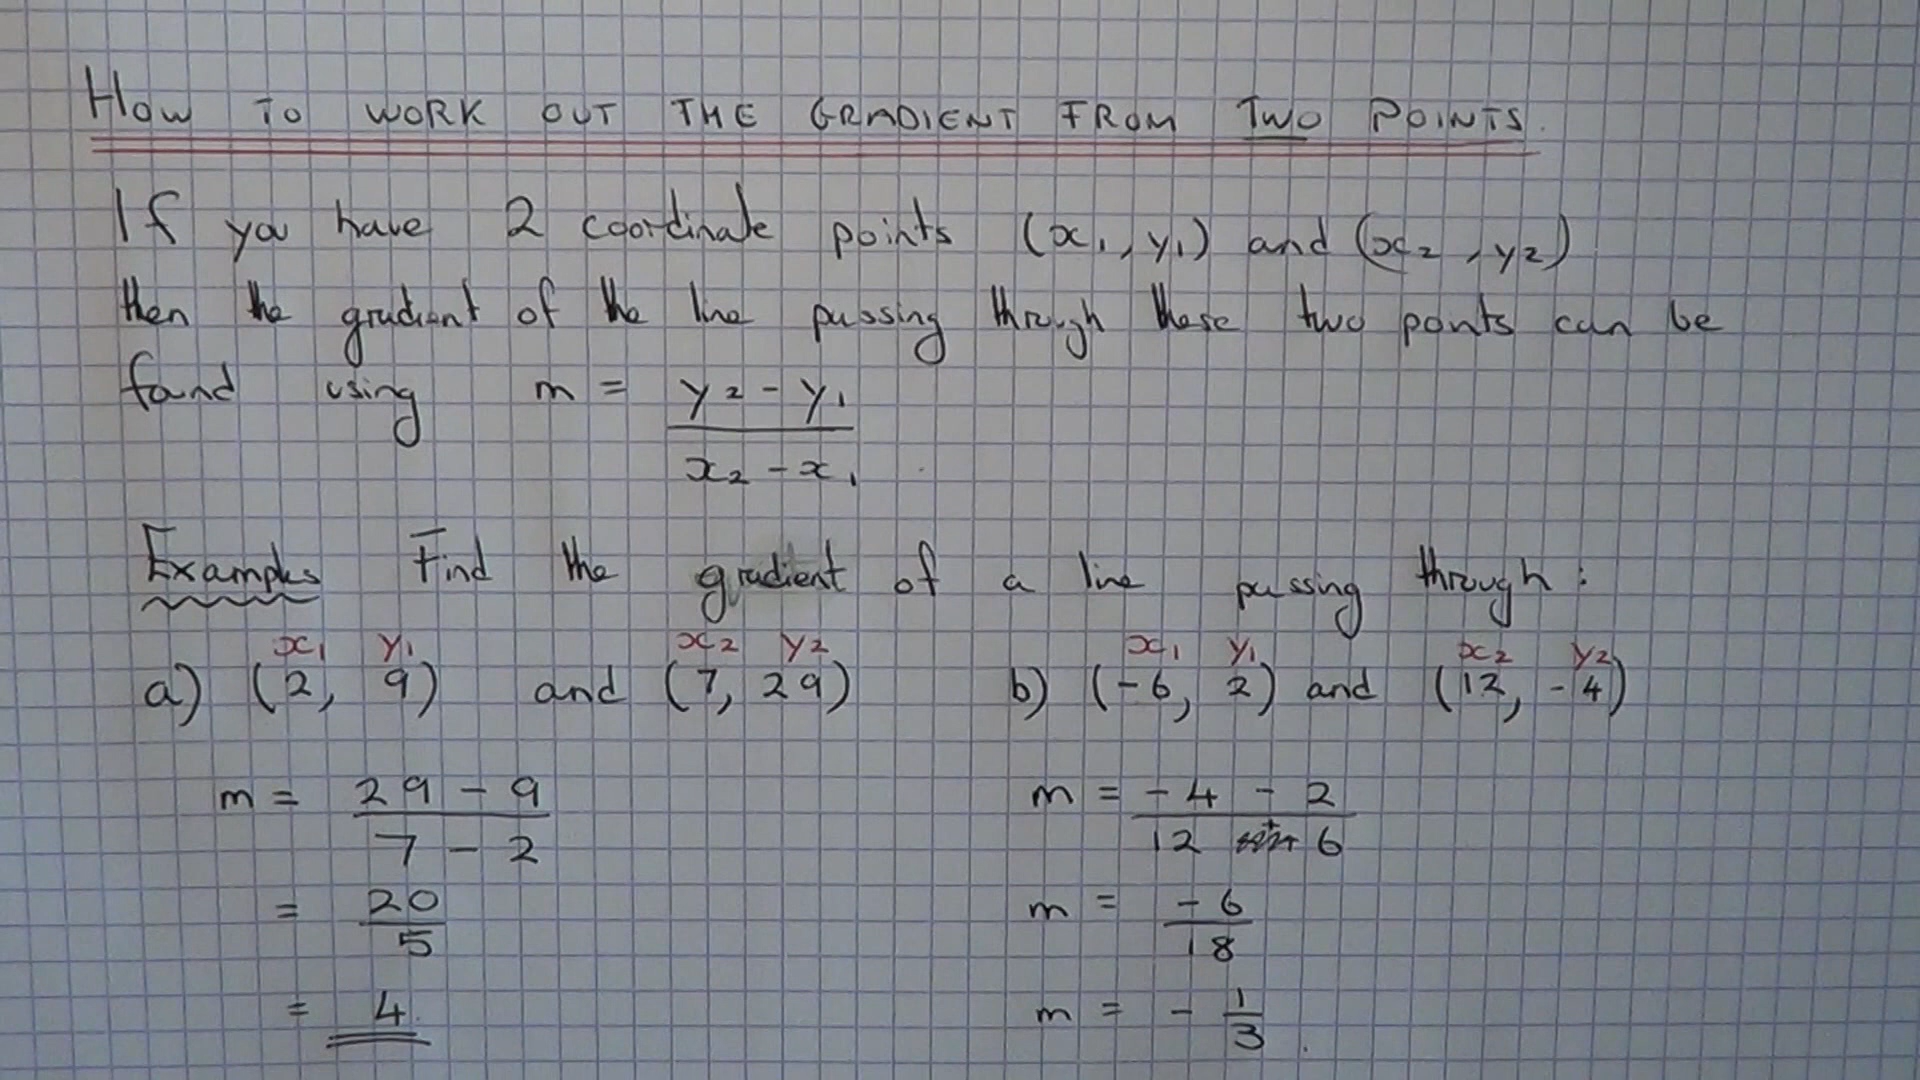 HOW TO WORK OUT THE GRADIENT FROM TWO POINTS.
If you have 2 coordinate points (x₁, y₁) and (x₂, y₂)
then the gradient of the line passing through these two points can be
found using m = y₂ - y₁
x₂ - x₁
Examples Find the gradient of a line passing through:
x₁ y₁ x₂ y₂ x₁ y₁ x₂ y₂
a) (2, 9) and (7, 29) b) (-6, 2) and (12, -4)
m = 29 - 9 m = -4 - 2
7 - 2 12 + 6
= 20 m = -6
5 18
= 4 m = - 1
3